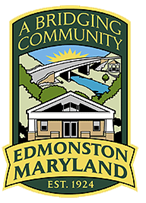 A BRIDGING
COMMUNITY
EDMONSTON
MARYLAND
EST. 1924